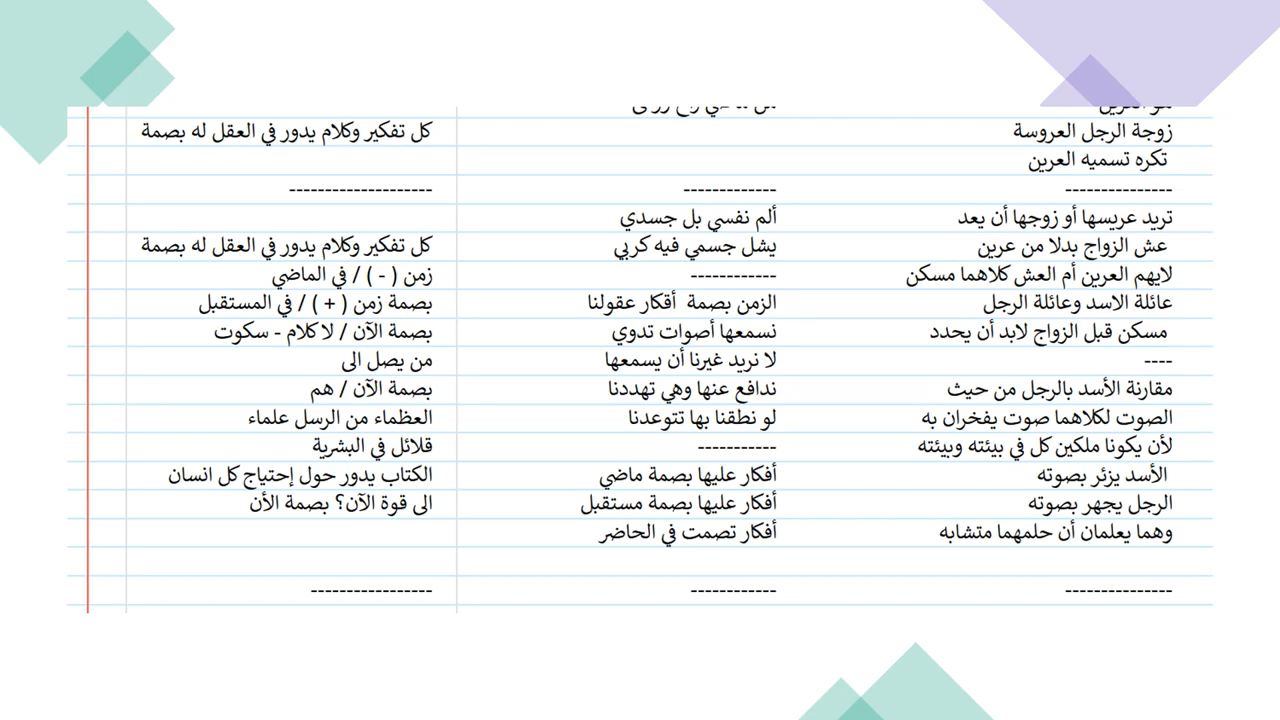 زوجة الرجل العروسة
تكره تسميه العرين
---------------
تريد عريسها أو زوجها أن يعد
عش الزواج بدلا من عرين
لايهم العرين أم العش كلاهما مسكن
عائلة الاسد وعائلة الرجل
مسكن قبل الزواج لابد أن يحدد
----
مقارنة الأسد بالرجل من حيث
الصوت لكلاهما صوت يفخران به
لأن يكونا ملكين كل في بيئته وبيئته
الأسد يزئر بصوته
الرجل يجهر بصوته
وهما يعلمان أن حلمهما متشابه
---------------
-------------
ألم نفسي بل جسدي
يشل جسمي فيه كربي
------------
الزمن بصمة أقكار عقولنا
نسمعها أصوات تدوي
لا نريد غيرنا أن يسمعها
ندافع عنها وهي تهددنا
لو نطقنا بها تتوعدنا
-----------
أفكار عليها بصمة ماضي
أفكار عليها بصمة مستقبل
أفكار تصمت في الحاضر
------------
كل تفكير وكلام يدور في العقل له بصمة
--------------------
كل تفكير وكلام يدور في العقل له بصمة
زمن ( - ) / في الماضي
بصمة زمن ( + ) / في المستقبل
بصمة الآن / لا كلام - سكوت
من يصل الى
بصمة الآن / هم
العظماء من الرسل علماء
قلائل في البشرية
الكتاب يدور حول إحتياج كل انسان
الى قوة الآن؟ بصمة الأن
-----------------